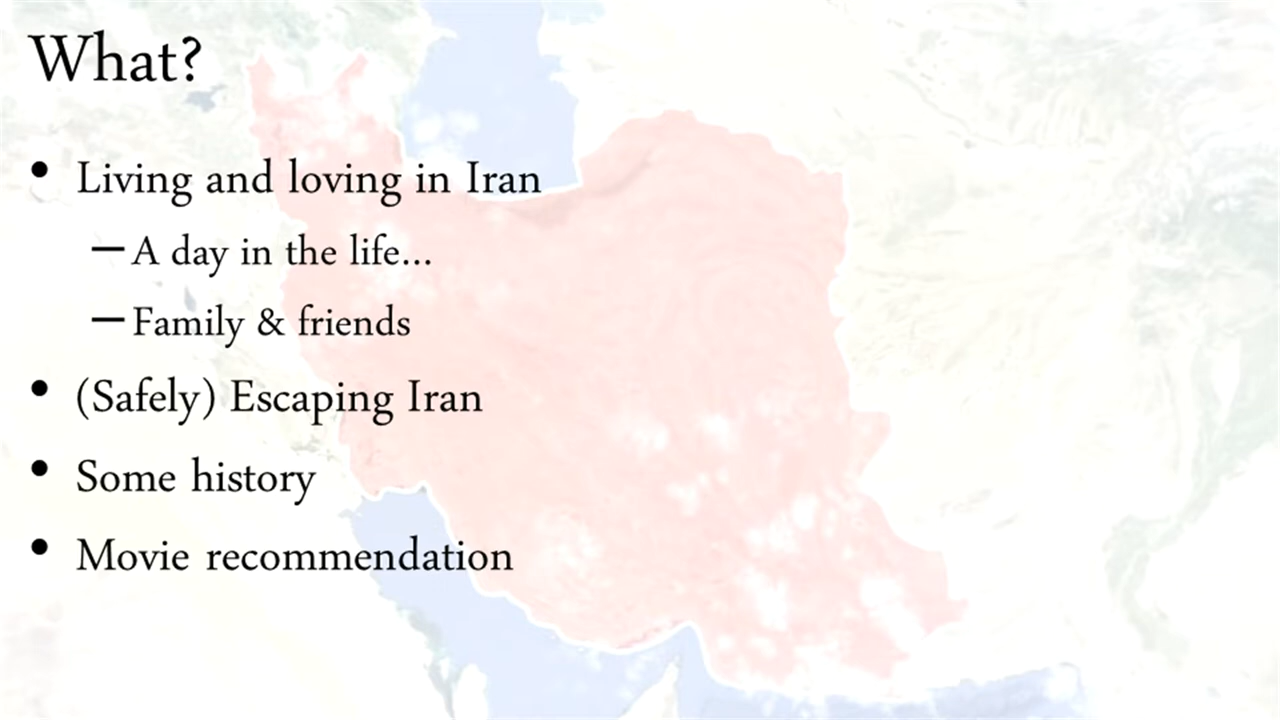 What?
• Living and loving in Iran
– A day in the life...
– Family & friends
• (Safely) Escaping Iran
• Some history
• Movie recommendation